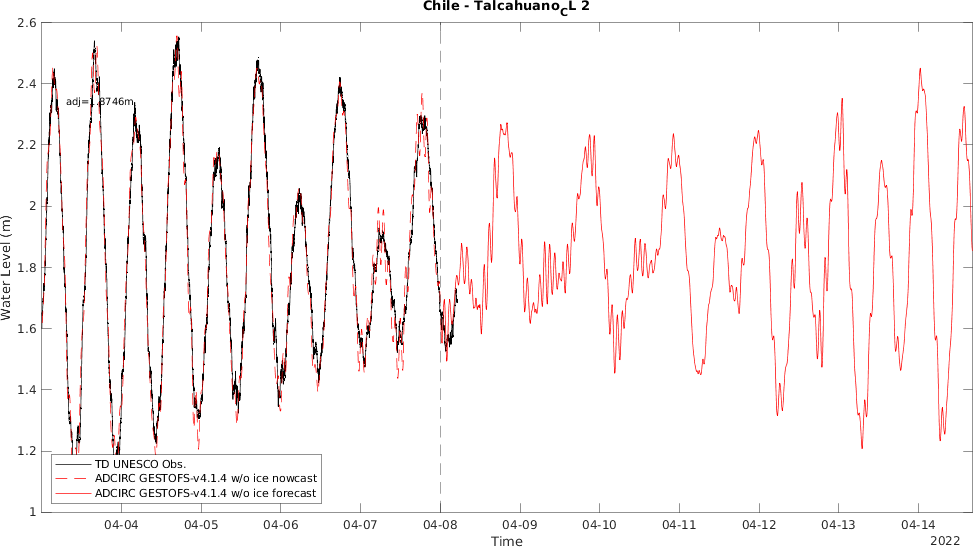 Chile - Talcahuano_CL 2
2.6
2.4
2.2
2
1.8
1.6
1.4
1.2
1
Water Level (m)
adj=1.8746m
TD UNESCO Obs.
ADCIRC GESTOFS-v4.1.4 w/o ice nowcast
ADCIRC GESTOFS-v4.1.4 w/o ice forecast
04-04 04-05 04-06 04-07 04-08 04-09 04-10 04-11 04-12 04-13 04-14
Time
2022